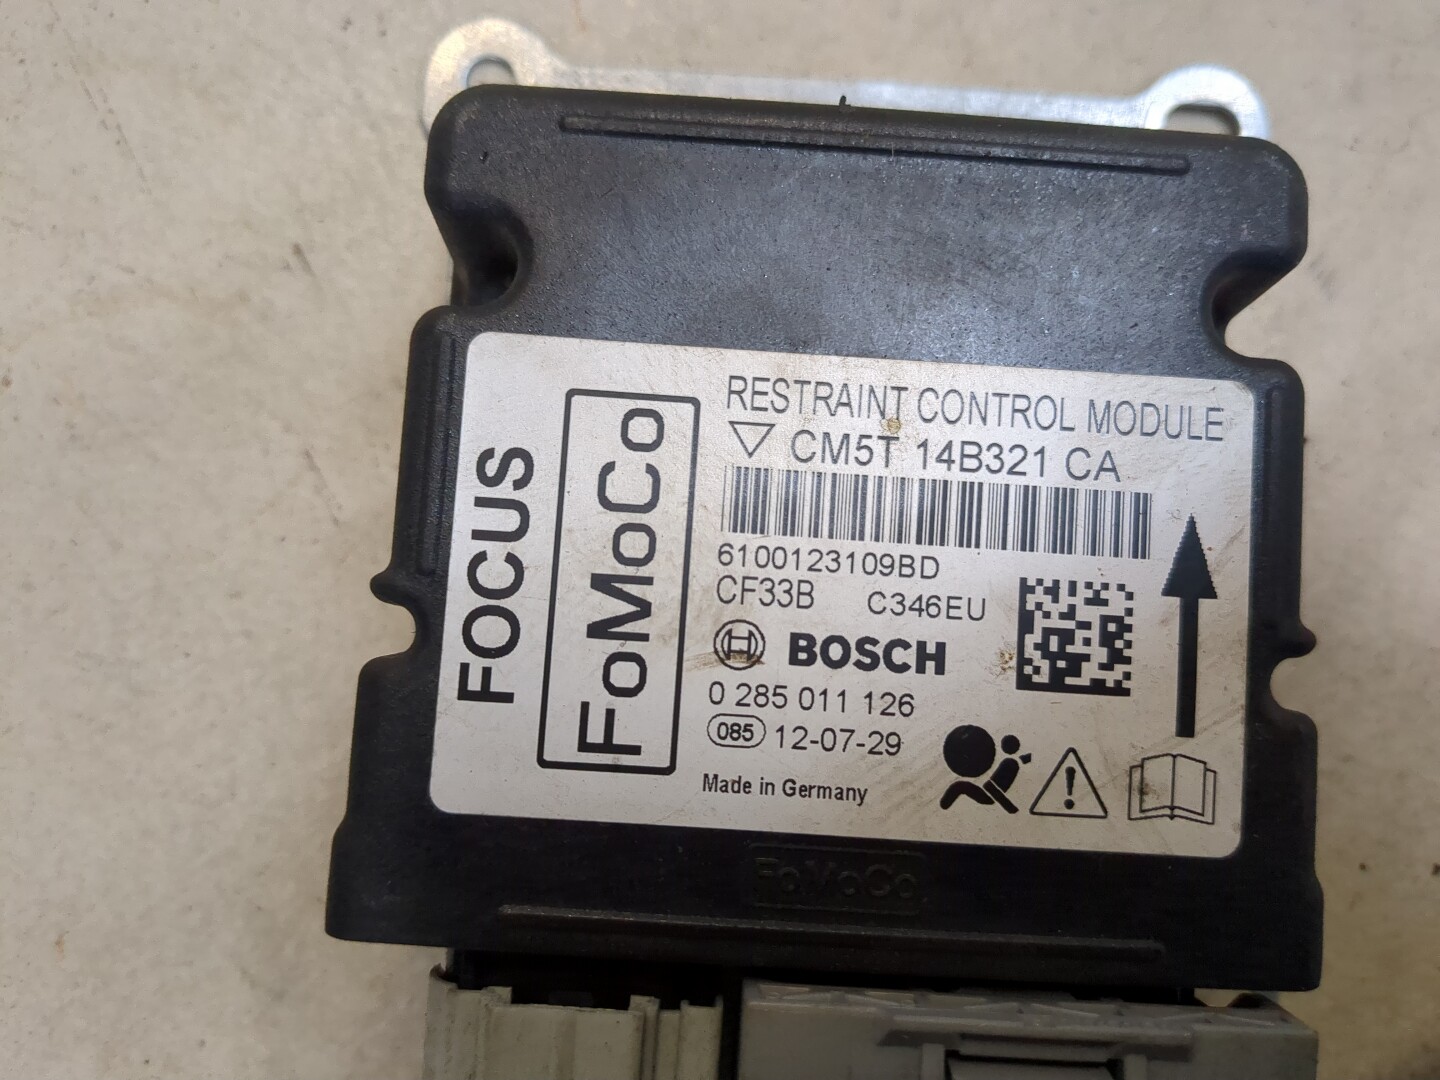 FOCUS
FoMoCo
RESTRAINT CONTROL MODULE
CM5T 14B321 CA
6100123109BD
CF33B C346EU
BOSCH
0 285 011 126
085 12-07-29
Made in Germany
FoMoCo